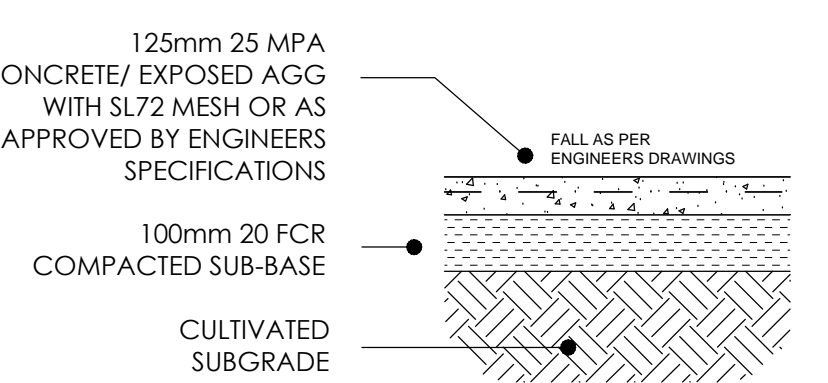 125mm 25 MPA
ONCRETE/ EXPOSED AGG
WITH SL72 MESH OR AS
APPROVED BY ENGINEERS
SPECIFICATIONS
FALL AS PER
ENGINEERS DRAWINGS
100mm 20 FCR
COMPACTED SUB-BASE
CULTIVATED
SUBGRADE